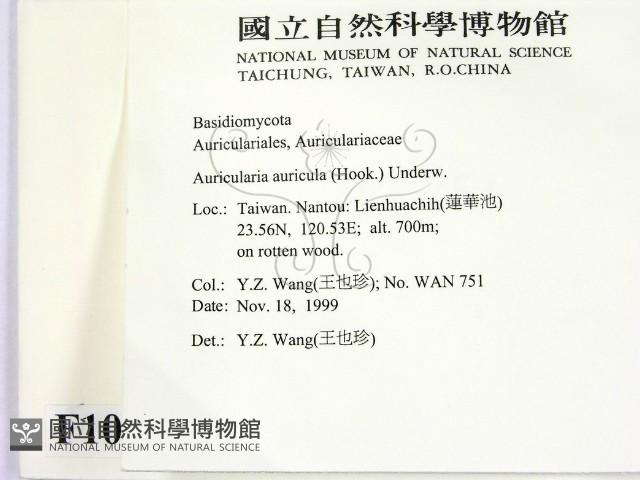 國立自然科學博物館
NATIONAL MUSEUM OF NATURAL SCIENCE
TAICHUNG, TAIWAN, R.O.CHINA
Basidiomycota
Auriculariales, Auriculariaceae
Auricularia auricula (Hook.) Underw.
Loc.: Taiwan. Nantou: Lienhuachih(蓮華池)
23.56N, 120.53E; alt. 700m;
on rotten wood.
Col.: Y.Z. Wang(王也珍); No. WAN 751
Date: Nov. 18, 1999
Det.: Y.Z. Wang(王也珍)
F10
國立自然科學博物館
NATIONAL MUSEUM OF NATURAL SCIENCE